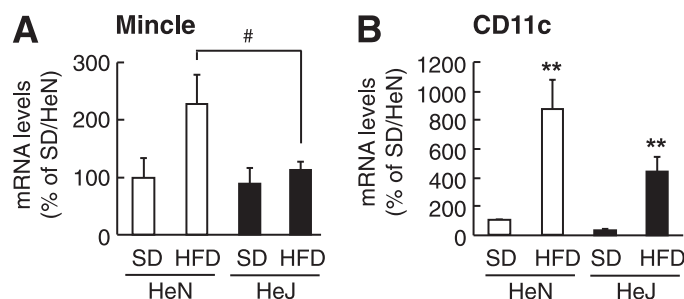 A Mincle
mRNA levels
(% of SD/HeN)
300
200
100
0
#
SD HFD SD HFD
HeN HeJ
B CD11c
mRNA levels
(% of SD/HeN)
1200
1000
800
600
400
200
0
**
**
SD HFD SD HFD
HeN HeJ